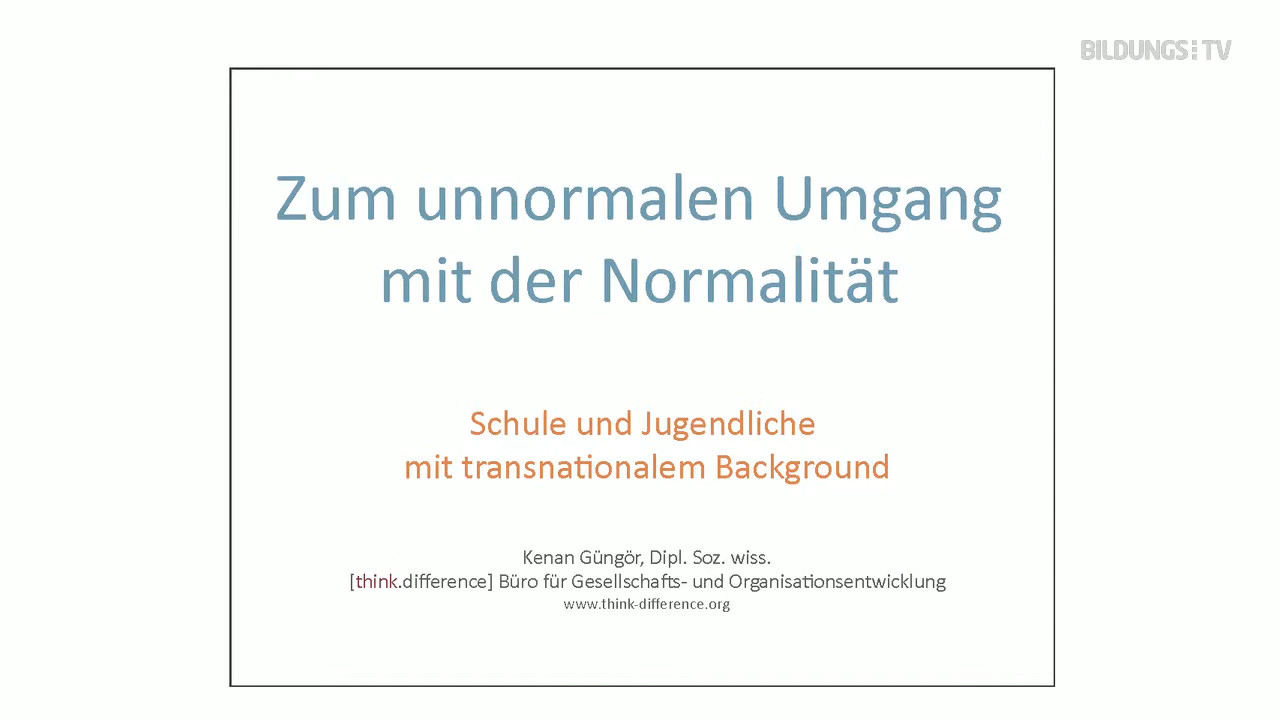 BILDUNGS:TV
Zum unnormalen Umgang
mit der Normalität
Schule und Jugendliche
mit transnationalem Background
Kenan Güngör, Dipl. Soz. wiss.
[think.difference] Büro für Gesellschafts- und Organisationsentwicklung
www.think-difference.org